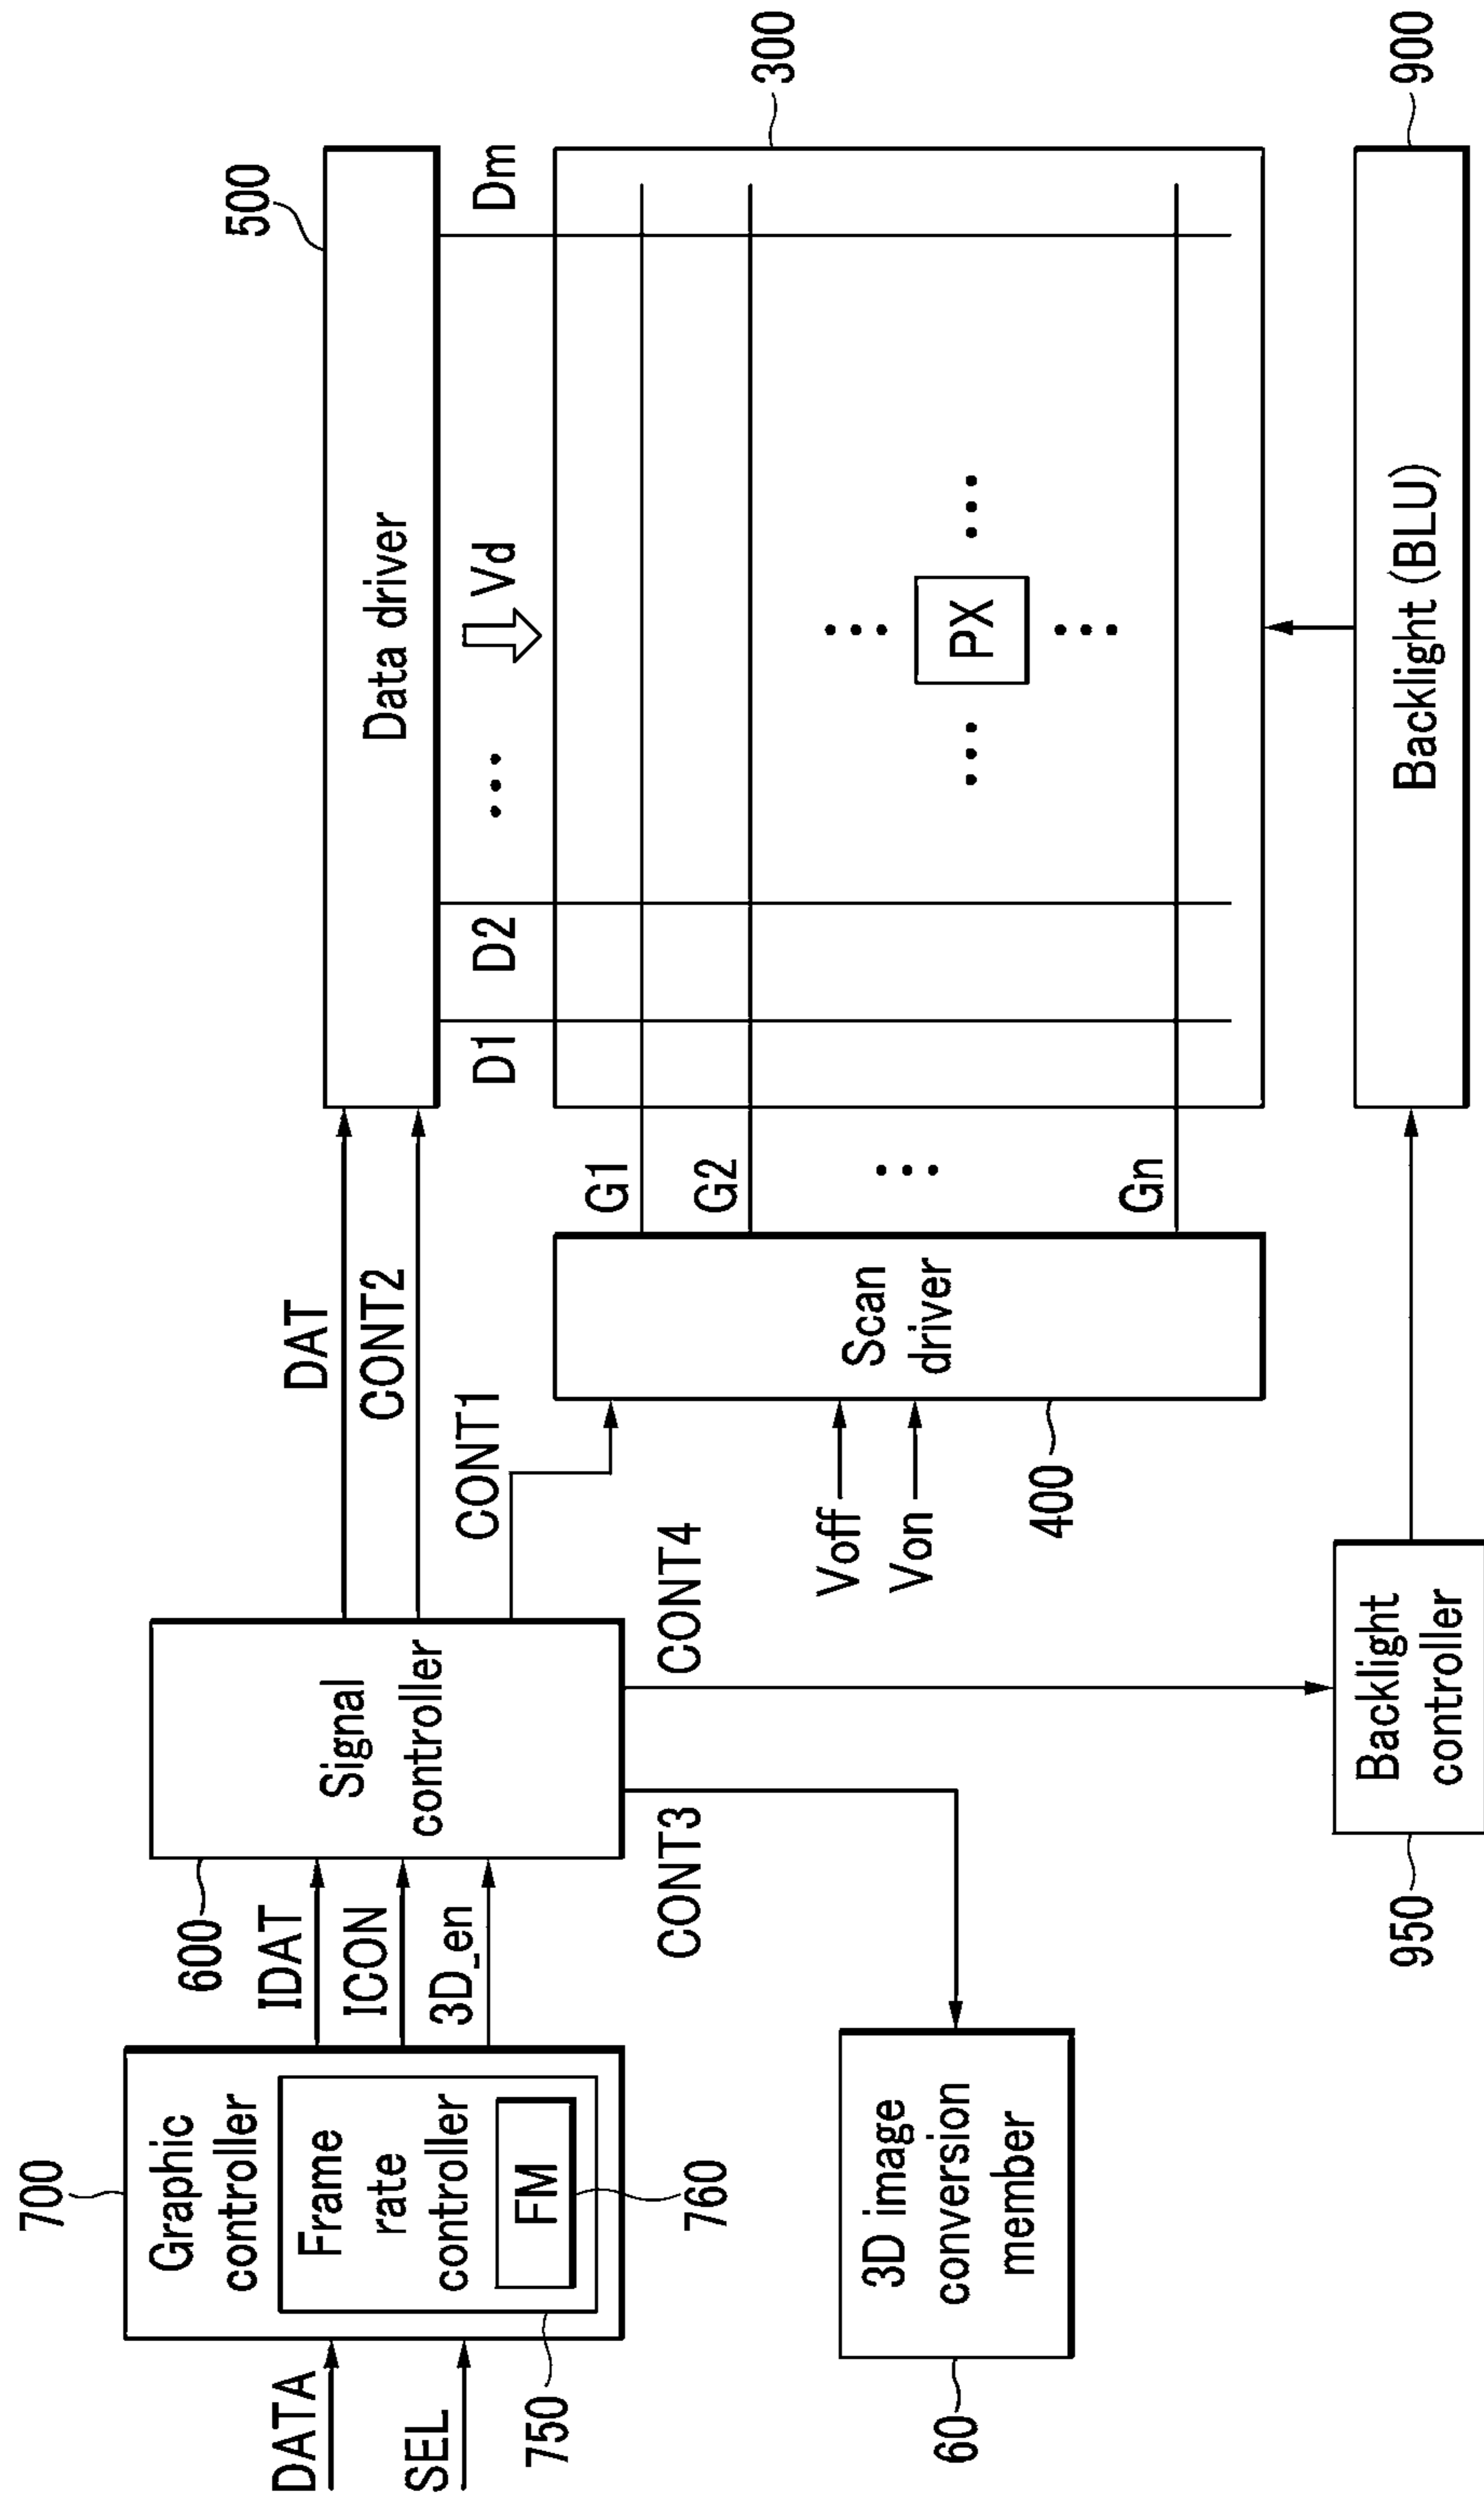 700
Graphic
controller
Frame
rate
controller
FM
750
760
DATA
SEL
600
IDAT
ICON
3D_en
Signal
controller
DAT
CONT2
CONT1
CONT4
CONT3
500
Data driver
D1
D2
...
Vd
Dm
300
G1
G2
...
Gn
... PX ...
Scan
driver
Voff
Von
400
3D image
conversion
member
60
Backlight
controller
950
Backlight (BLU)
900